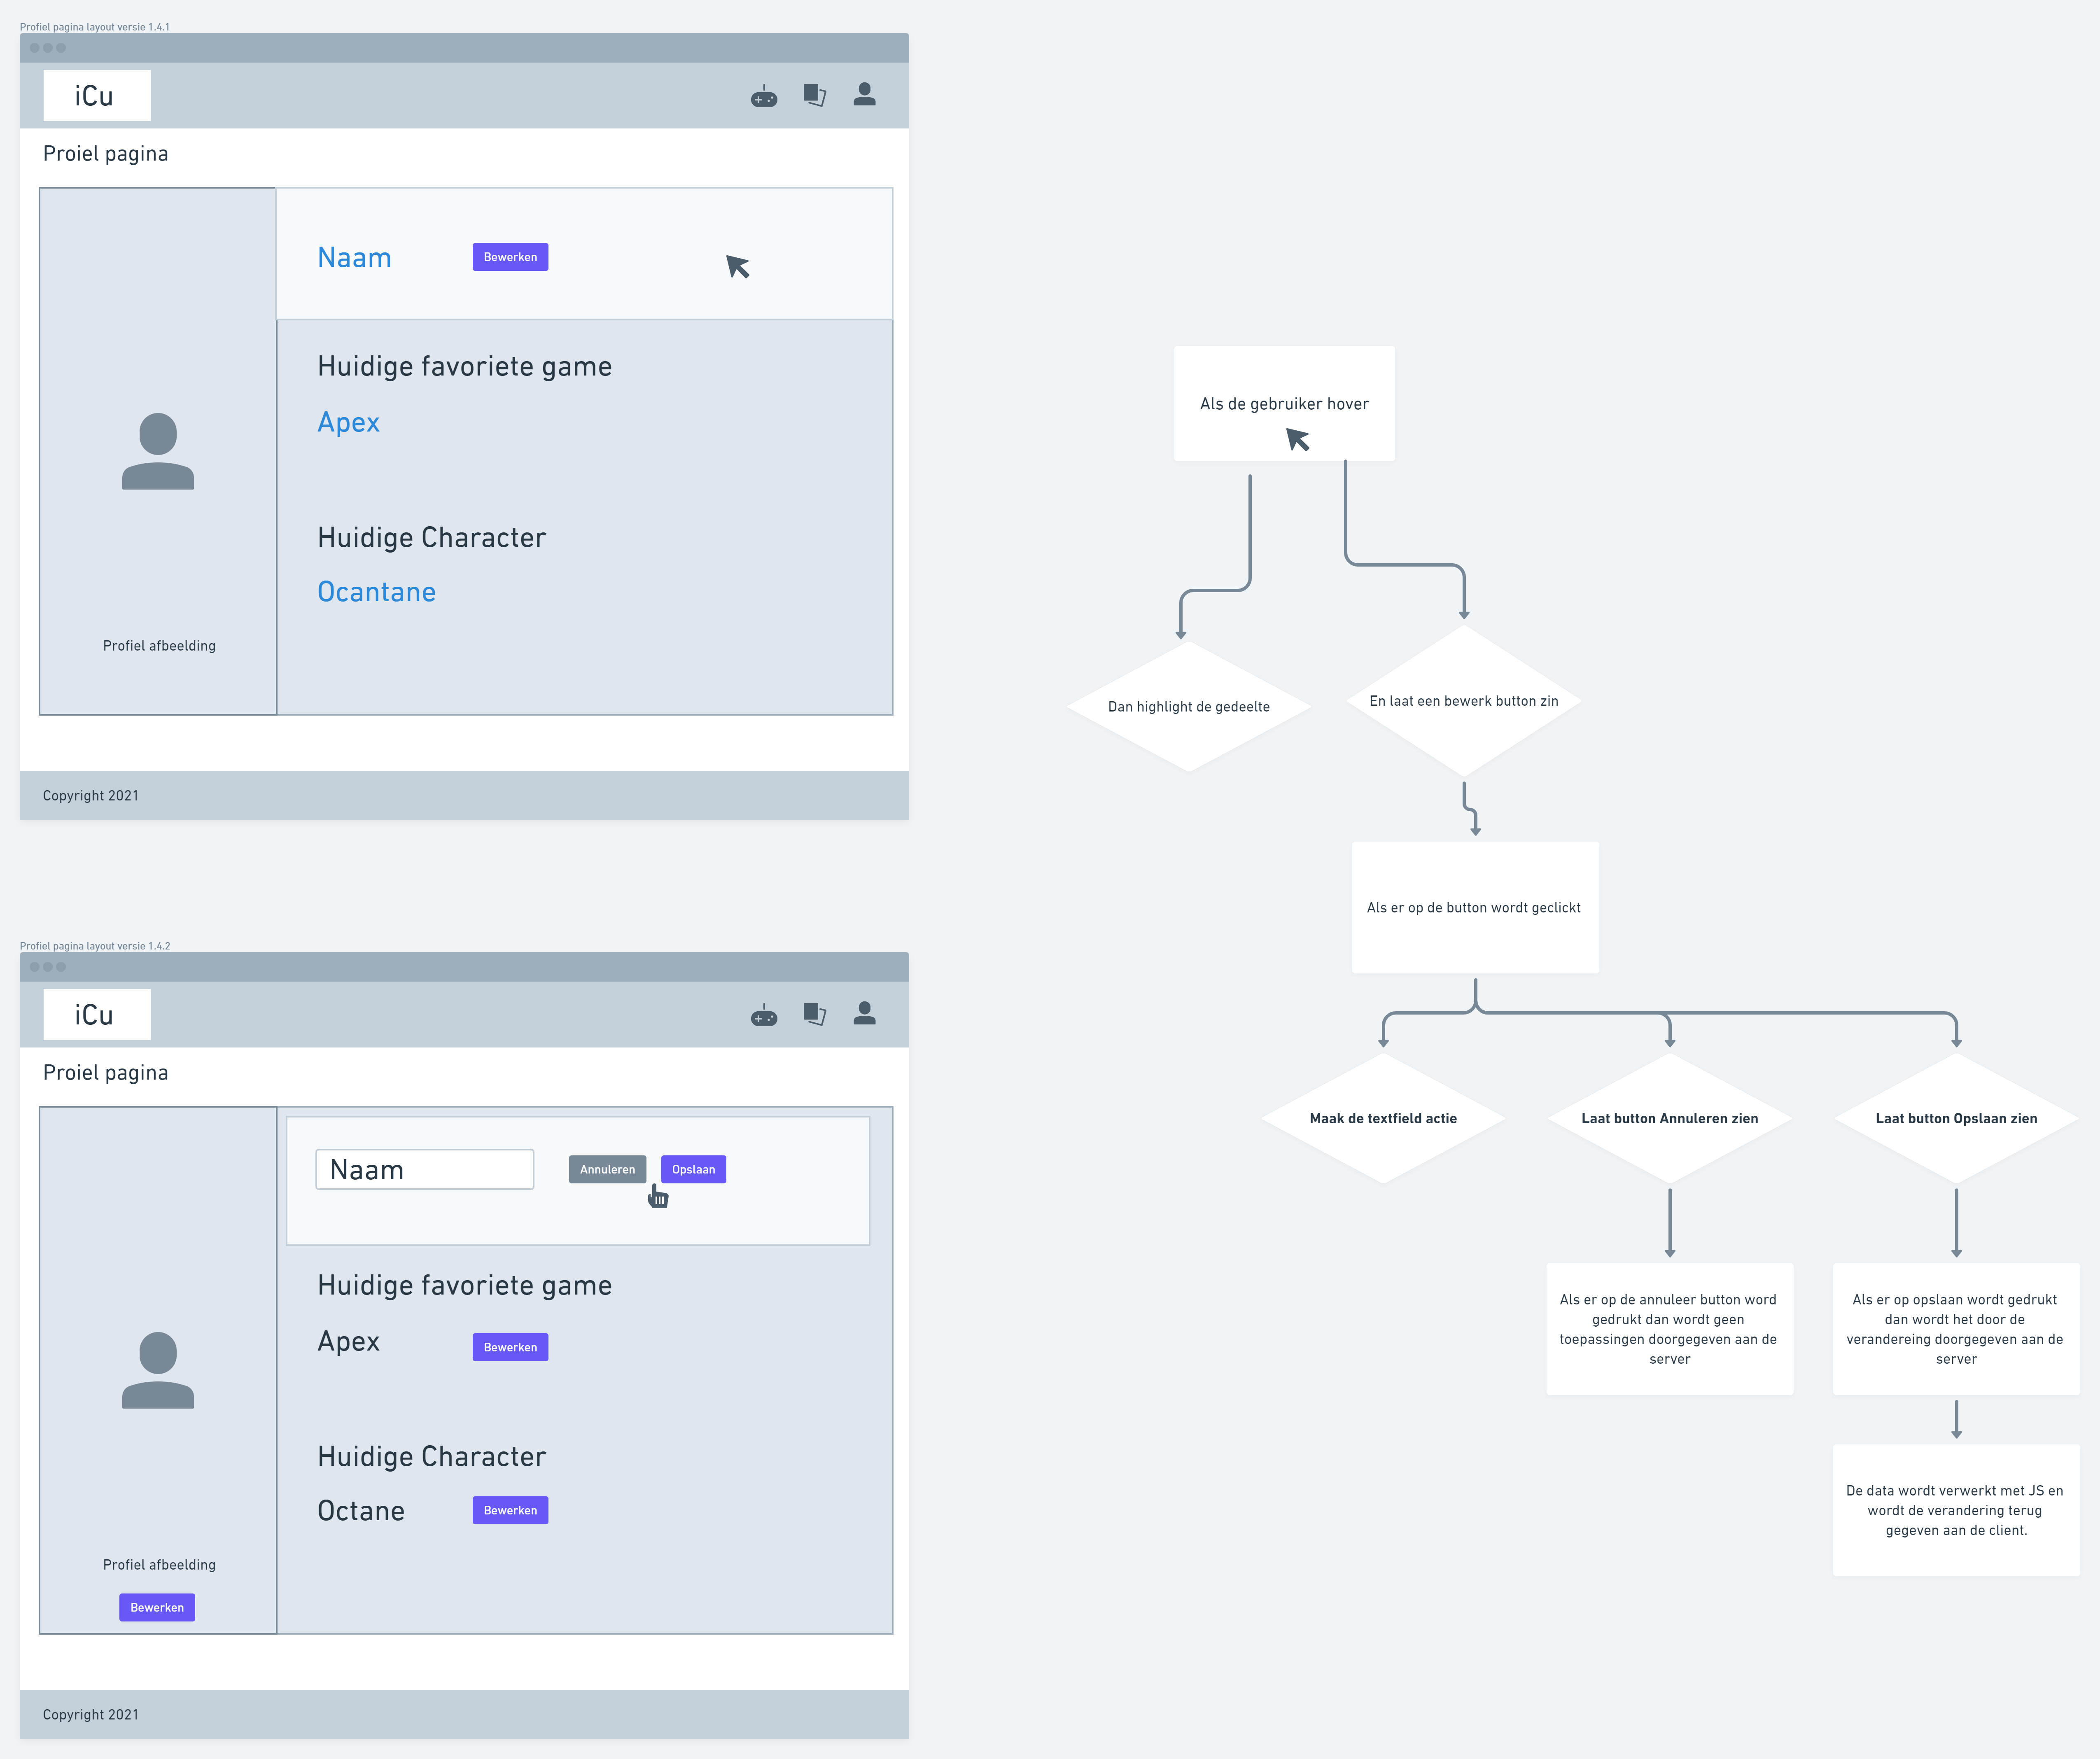 Profiel pagina layout versie 1.4.1
iCu
Proiel pagina
Naam
Bewerken
Huidige favoriete game
Apex
Huidige Character
Ocantane
Profiel afbeelding
Copyright 2021
Profiel pagina layout versie 1.4.2
iCu
Proiel pagina
Naam
Annuleren
Opslaan
Huidige favoriete game
Apex
Bewerken
Huidige Character
Octane
Bewerken
Profiel afbeelding
Bewerken
Copyright 2021
Als de gebruiker hover
Dan highlight de gedeelte
En laat een bewerk button zin
Als er op de button wordt geclickt
Maak de textfield actie
Laat button Annuleren zien
Laat button Opslaan zien
Als er op de annuleer button word
gedrukt dan wordt geen
toepassingen doorgegeven aan de
server
Als er op opslaan wordt gedrukt
dan wordt het door de
verandereing doorgegeven aan de
server
De data wordt verwerkt met JS en
wordt de verandering terug
gegeven aan de client.